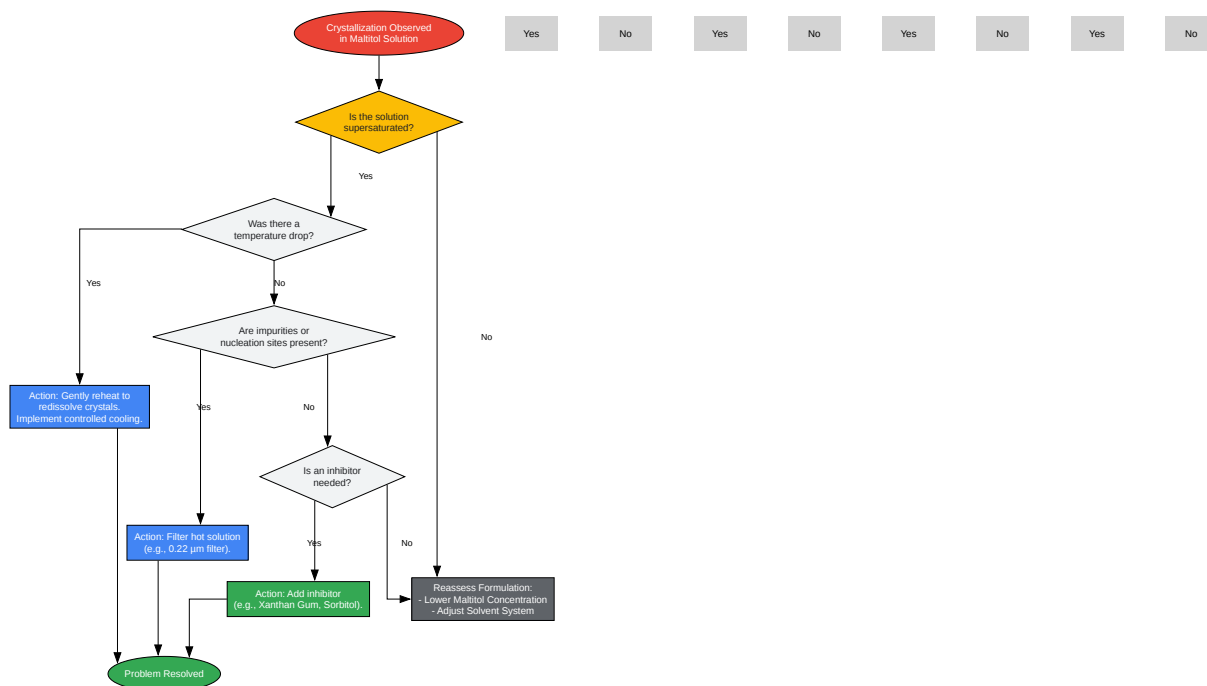 Crystallization Observed
in Maltitol Solution
Yes
No
Yes
No
Yes
No
Yes
No
Is the solution
supersaturated?
Yes
Was there a
temperature drop?
Yes
No
Are impurities or
nucleation sites present?
No
Action: Gently reheat to
redissolve crystals.
Implement controlled cooling.
Yes
No
Is an inhibitor
needed?
Action: Filter hot solution
(e.g., 0.22 µm filter).
Yes
No
Action: Add inhibitor
(e.g., Xanthan Gum, Sorbitol).
Reassess Formulation:
- Lower Maltitol Concentration
- Adjust Solvent System
Problem Resolved